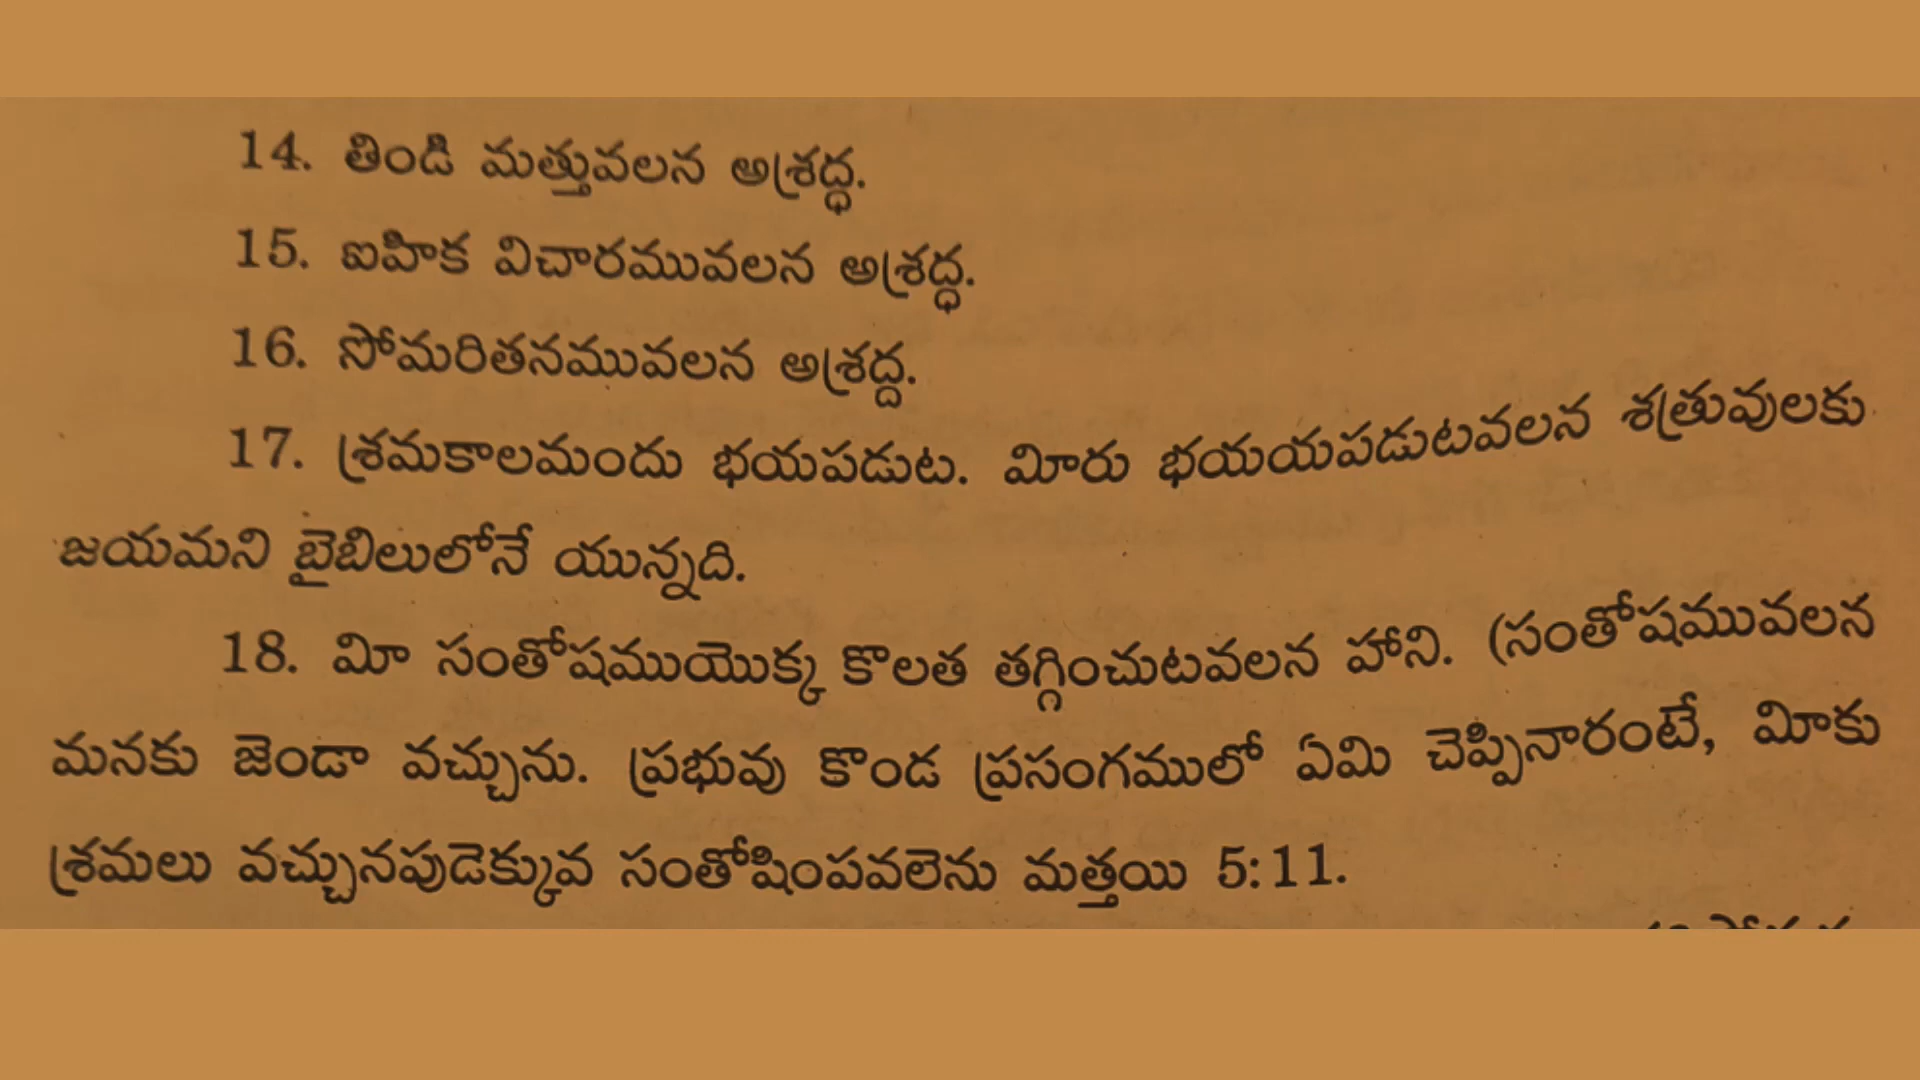 14. తిండి మత్తువలన అశ్రద్ధ.
15. ఐహిక విచారమువలన అశ్రద్ధ.
16. సోమరితనమువలన అశ్రద్ద.
17. శ్రమకాలమందు భయపడుట. మీరు భయయపడుటవలన శత్రువులకు
జయమని బైబిలులోనే యున్నది.
18. మీ సంతోషముయొక్క కొలత తగ్గించుటవలన హాని. (సంతోషమువలన
మనకు జెండా వచ్చును. ప్రభువు కొండ ప్రసంగములో ఏమి చెప్పినారంటే, మీకు
శ్రమలు వచ్చునపుడెక్కువ సంతోషింపవలెను మత్తయి 5:11.